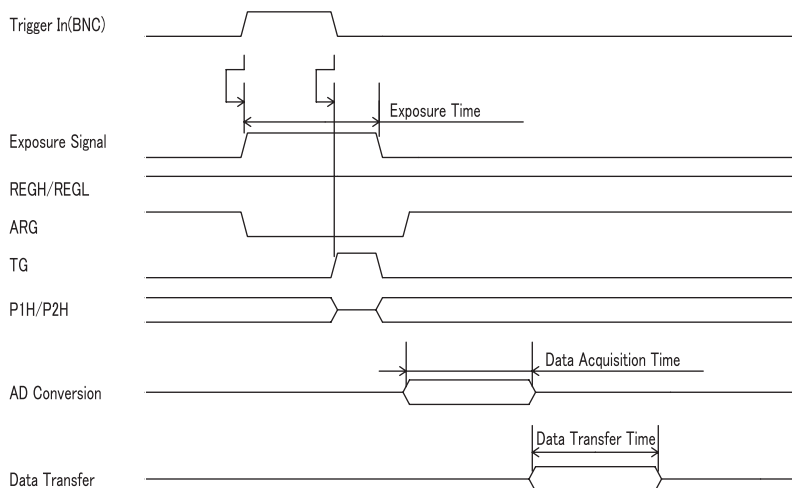 Trigger In(BNC)
Exposure Time
Exposure Signal
REGH/REGL
ARG
TG
P1H/P2H
Data Acquisition Time
AD Conversion
Data Transfer Time
Data Transfer